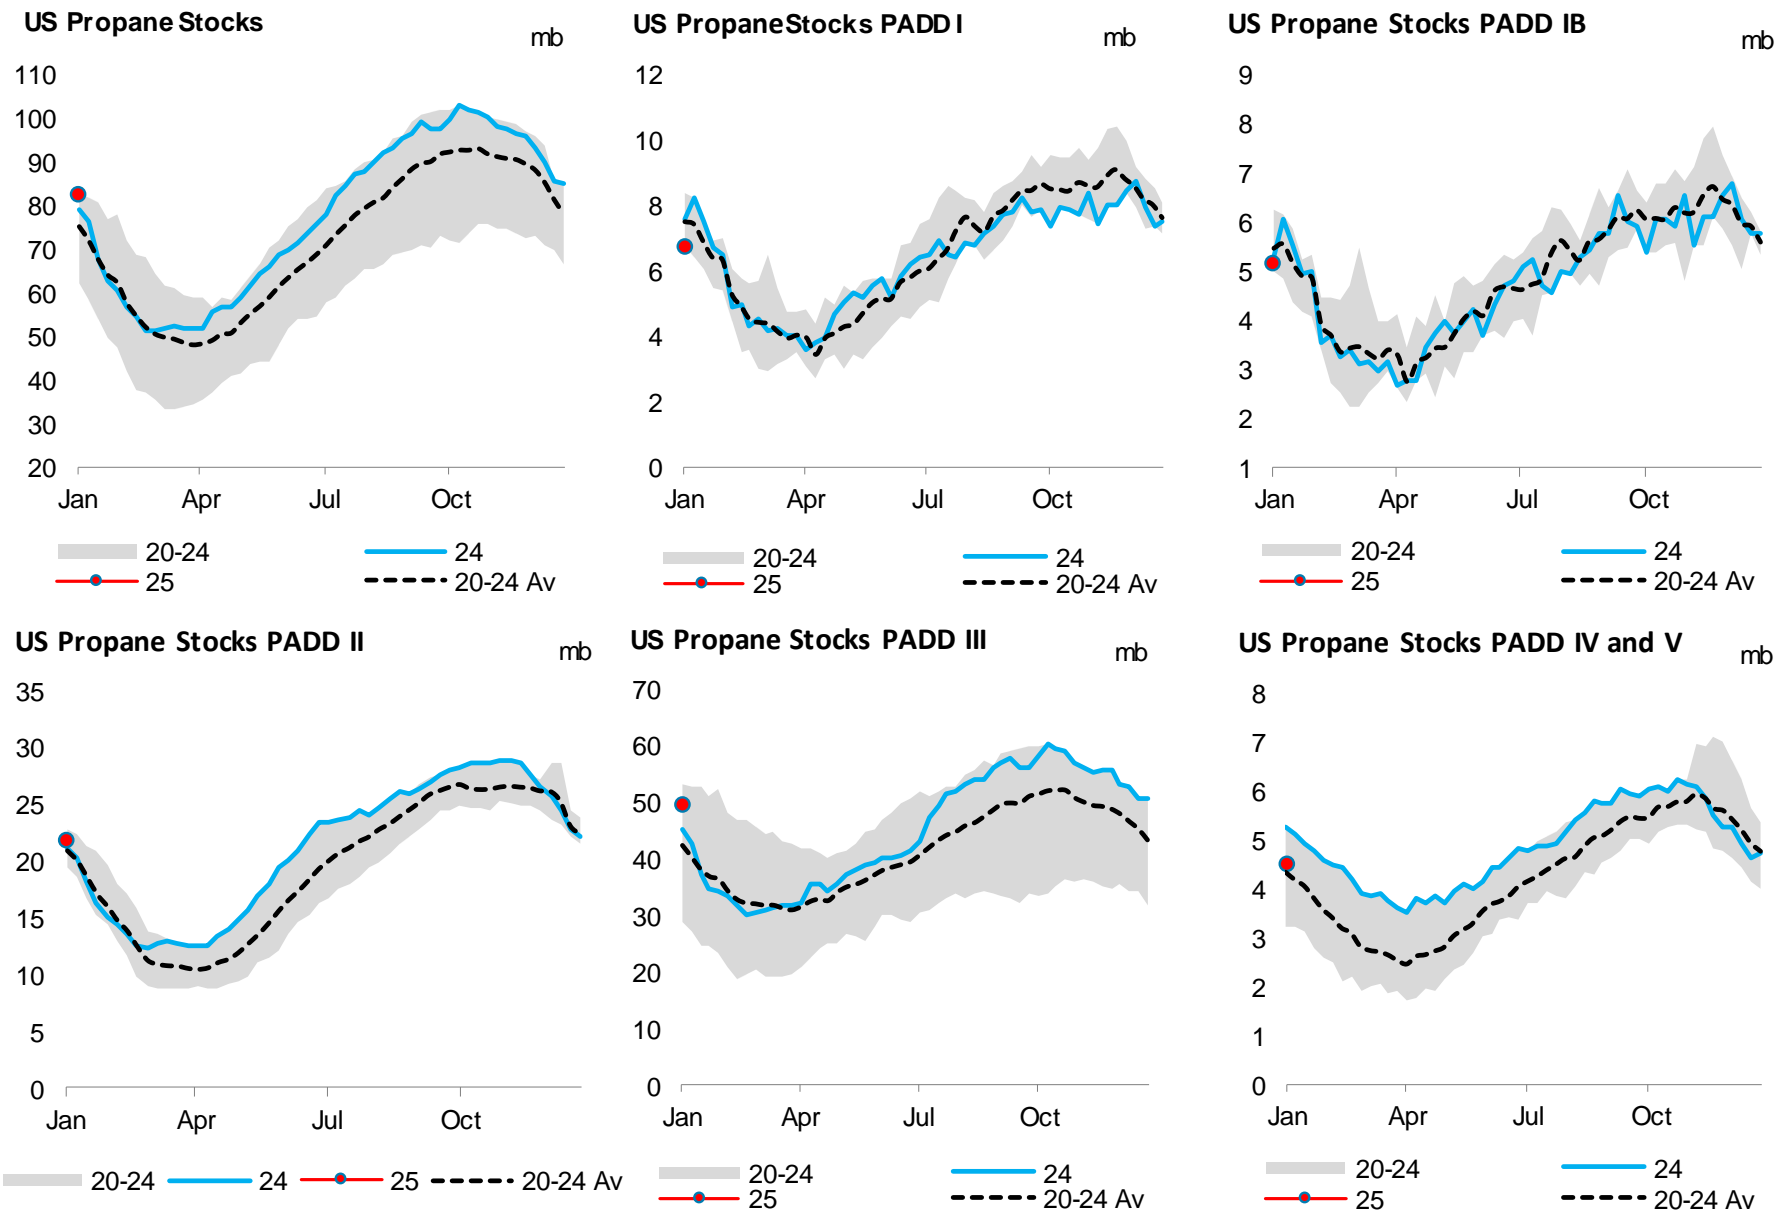 US Propane Stocks
mb
110
100
90
80
70
60
50
40
30
20
Jan Apr Jul Oct
20-24 24
25 20-24 Av
US Propane Stocks PADD I
mb
12
10
8
6
4
2
0
Jan Apr Jul Oct
20-24 24
25 20-24 Av
US Propane Stocks PADD IB
mb
9
8
7
6
5
4
3
2
1
Jan Apr Jul Oct
20-24 24
25 20-24 Av
US Propane Stocks PADD II
mb
35
30
25
20
15
10
5
0
Jan Apr Jul Oct
20-24 24 25 20-24 Av
US Propane Stocks PADD III
mb
70
60
50
40
30
20
10
0
Jan Apr Jul Oct
20-24 24
25 20-24 Av
US Propane Stocks PADD IV and V
mb
8
7
6
5
4
3
2
1
0
Jan Apr Jul Oct
20-24 24
25 20-24 Av